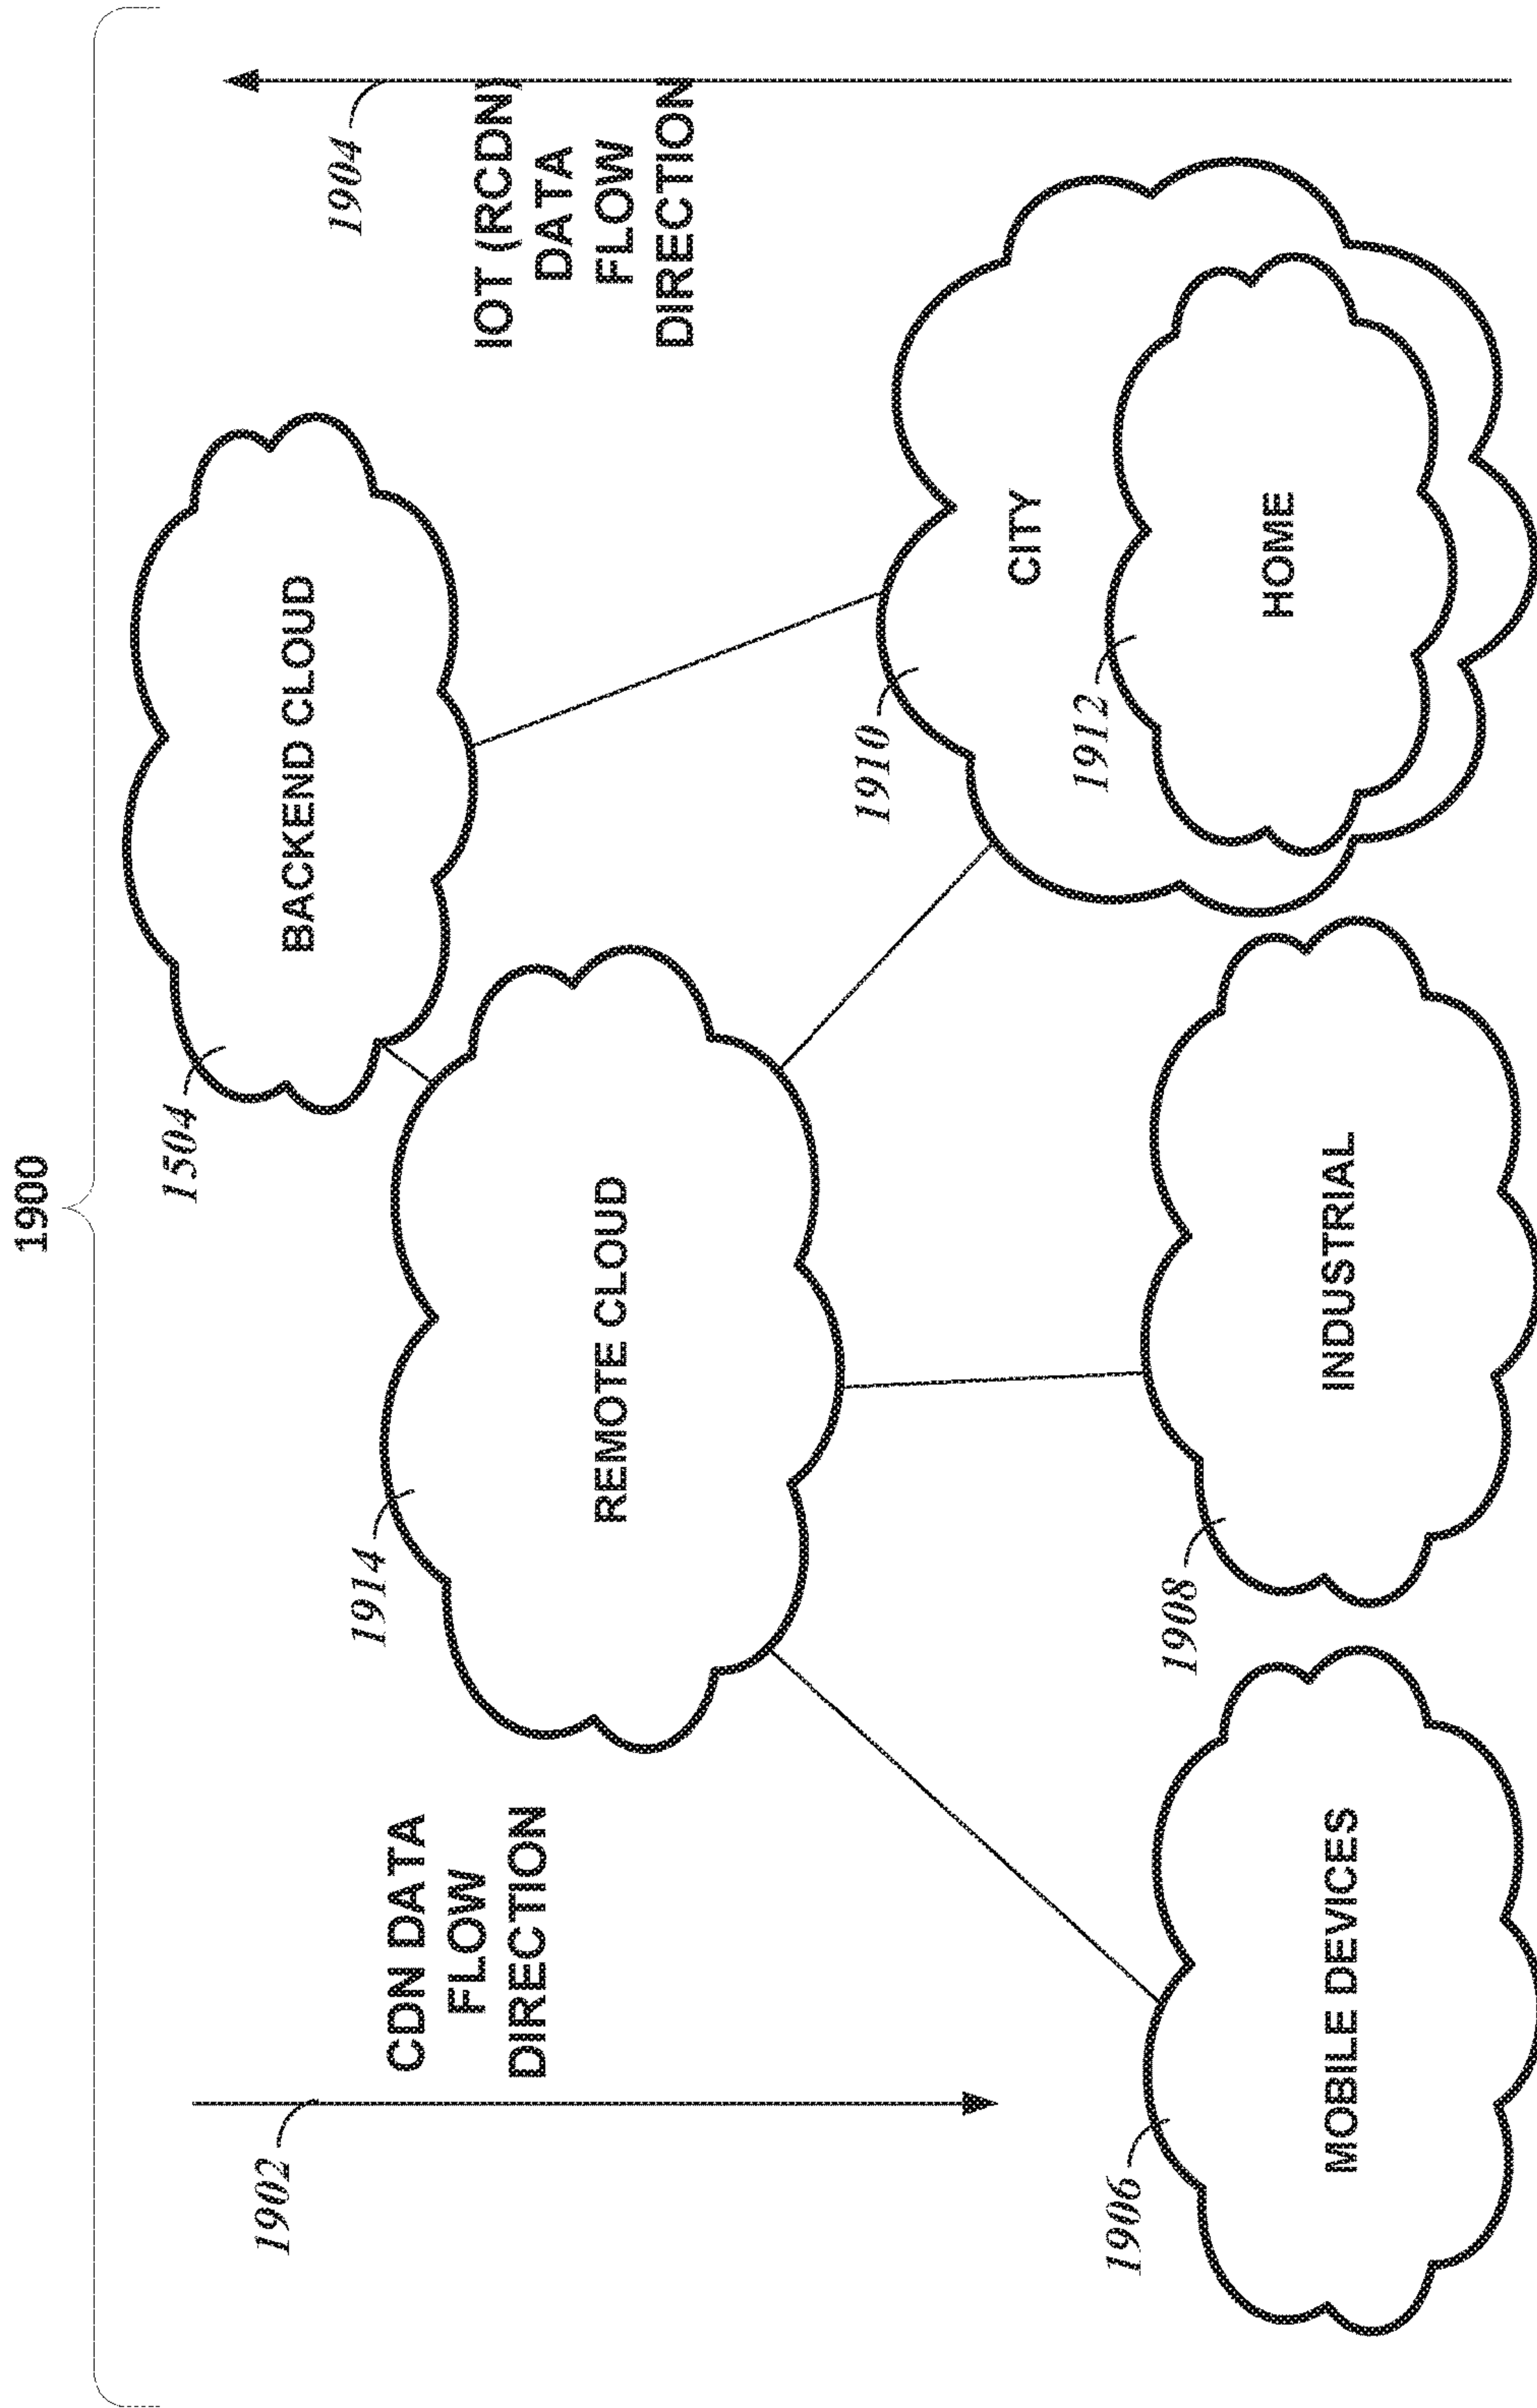 1900
1902
CDN DATA
FLOW
DIRECTION
1504
BACKEND CLOUD
1904
IOT (RCDN)
DATA
FLOW
DIRECTION
1914
REMOTE CLOUD
1906
MOBILE DEVICES
1908
INDUSTRIAL
1910
CITY
1912
HOME